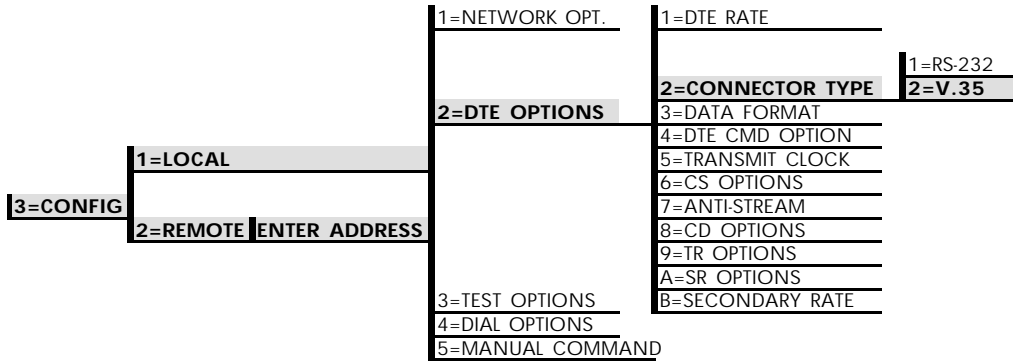 1=NETWORK OPT.
1=DTE RATE
1=RS-232
2=CONNECTOR TYPE
2=V.35
2=DTE OPTIONS
3=DATA FORMAT
4=DTE CMD OPTION
1=LOCAL
5=TRANSMIT CLOCK
6=CS OPTIONS
3=CONFIG
7=ANTI-STREAM
2=REMOTE
ENTER ADDRESS
8=CD OPTIONS
9=TR OPTIONS
A=SR OPTIONS
3=TEST OPTIONS
B=SECONDARY RATE
4=DIAL OPTIONS
5=MANUAL COMMAND